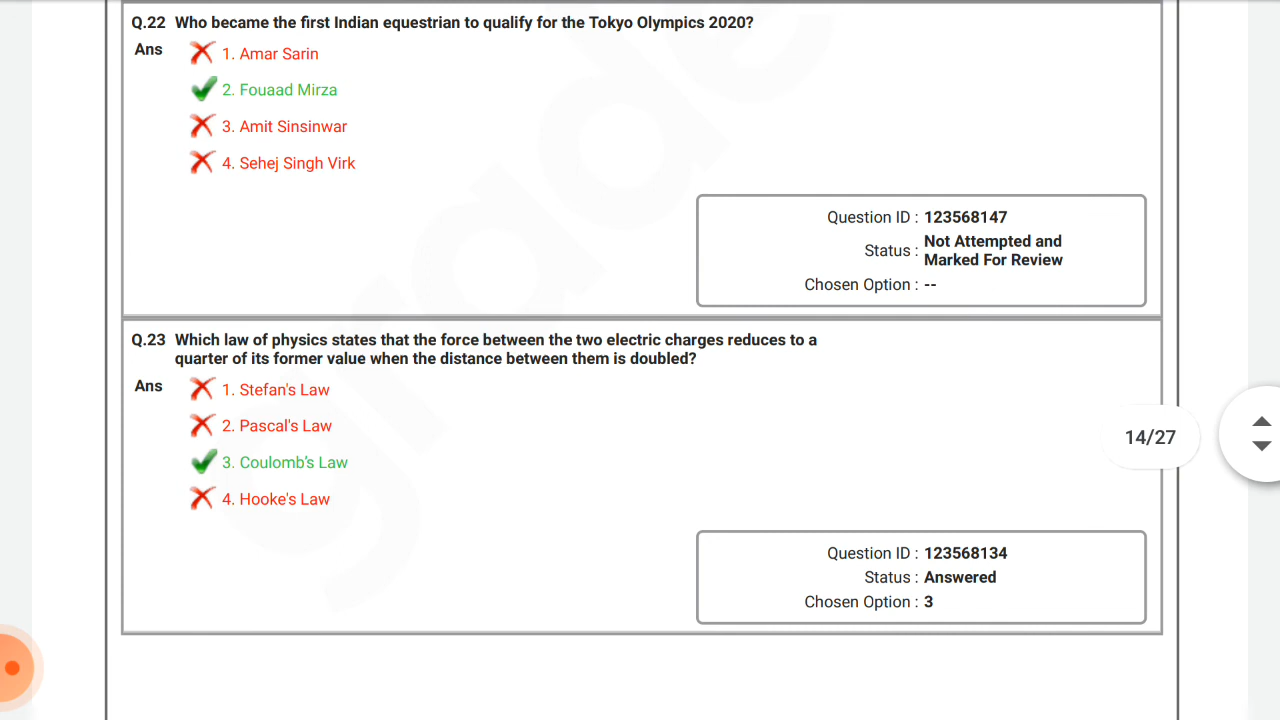 Q.22 Who became the first Indian equestrian to qualify for the Tokyo Olympics 2020?
Ans
1. Amar Sarin
2. Fouaad Mirza
3. Amit Sinsinwar
4. Sehej Singh Virk
Question ID : 123568147
Status : Not Attempted and
Marked For Review
Chosen Option : --
Q.23 Which law of physics states that the force between the two electric charges reduces to a
quarter of its former value when the distance between them is doubled?
Ans
1. Stefan's Law
2. Pascal's Law
3. Coulomb's Law
4. Hooke's Law
14/27
Question ID : 123568134
Status : Answered
Chosen Option : 3